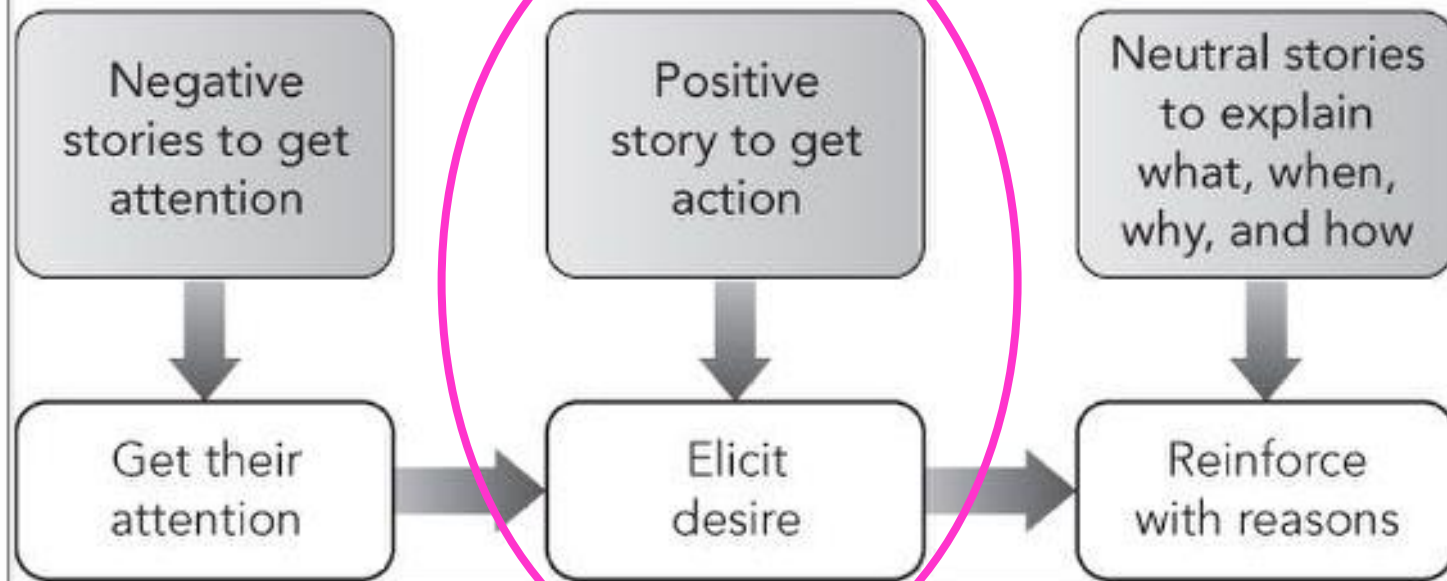 Negative
stories to get
attention
Positive
story to get
action
Neutral stories
to explain
what, when,
why, and how
Get their
attention
Elicit
desire
Reinforce
with reasons